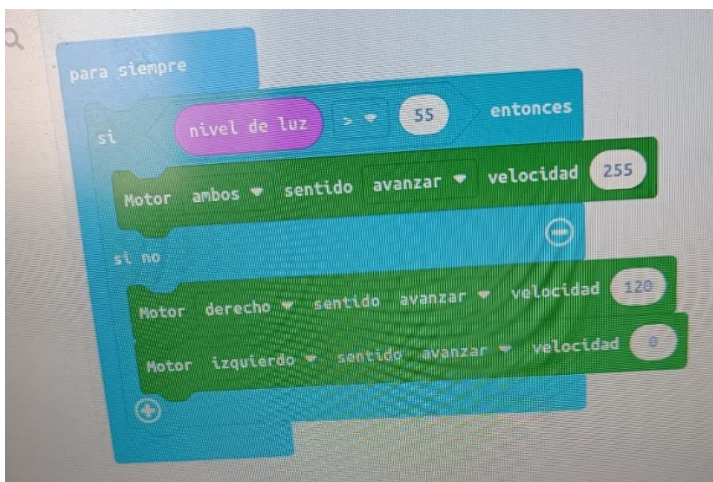 para siempre
si nivel de luz > 55 entonces
Motor ambos sentido avanzar velocidad 255
si no
Motor derecho sentido avanzar velocidad 120
Motor izquierdo sentido avanzar velocidad 0